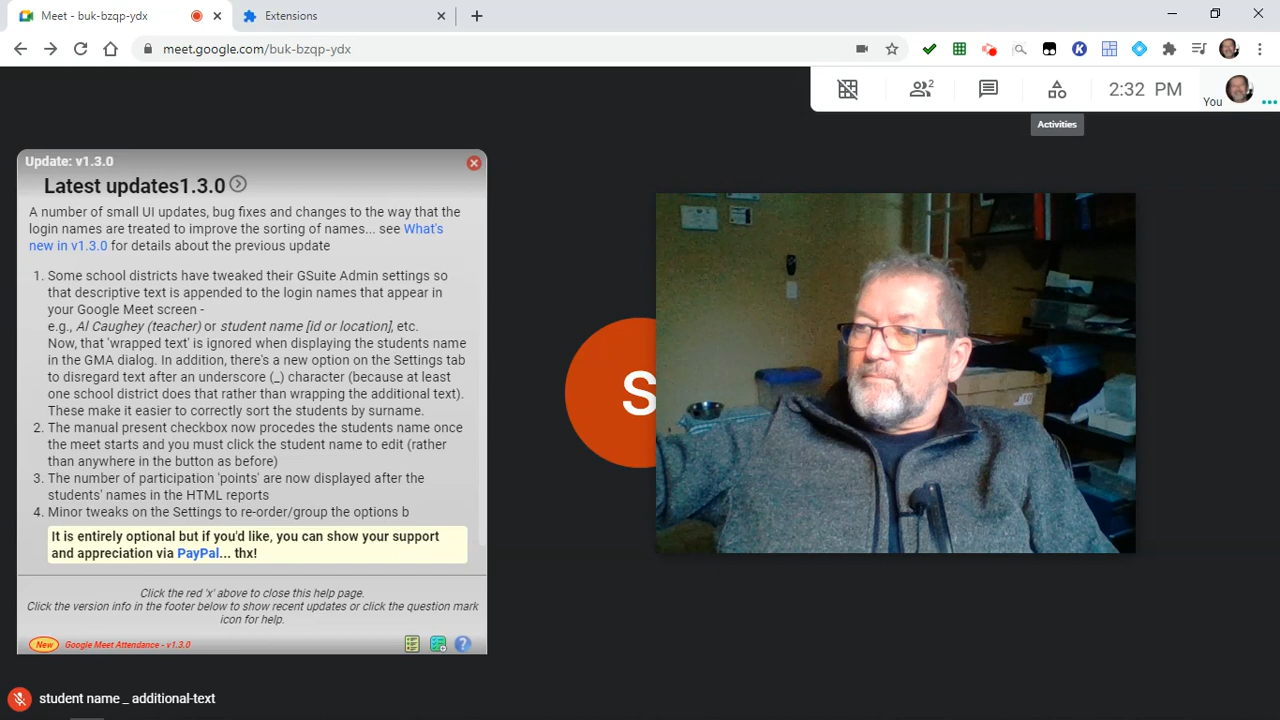 Meet - buk-bzqp-ydx
Extensions
meet.google.com/buk-bzqp-ydx
K
2
2:32 PM
You
Activities
Update: v1.3.0
Latest updates1.3.0
A number of small UI updates, bug fixes and changes to the way that the
login names are treated to improve the sorting of names... see What's
new in v1.3.0 for details about the previous update
1. Some school districts have tweaked their GSuite Admin settings so
that descriptive text is appended to the login names that appear in
your Google Meet screen -
e.g., Al Caughey (teacher) or student name [id or location], etc.
Now, that 'wrapped text' is ignored when displaying the students name
in the GMA dialog. In addition, there's a new option on the Settings tab
to disregard text after an underscore (_) character (because at least
one school district does that rather than wrapping the additional text).
These make it easier to correctly sort the students by surname.
2. The manual present checkbox now procedes the students name once
the meet starts and you must click the student name to edit (rather
than anywhere in the button as before)
3. The number of participation 'points' are now displayed after the
students' names in the HTML reports
4. Minor tweaks on the Settings to re-order/group the options b
It is entirely optional but if you'd like, you can show your support
and appreciation via PayPal... thx!
Click the red 'x' above to close this help page.
Click the version info in the footer below to show recent updates or click the question mark
icon for help.
New Google Meet Attendance - v1.3.0
?
S
student name _ additional-text